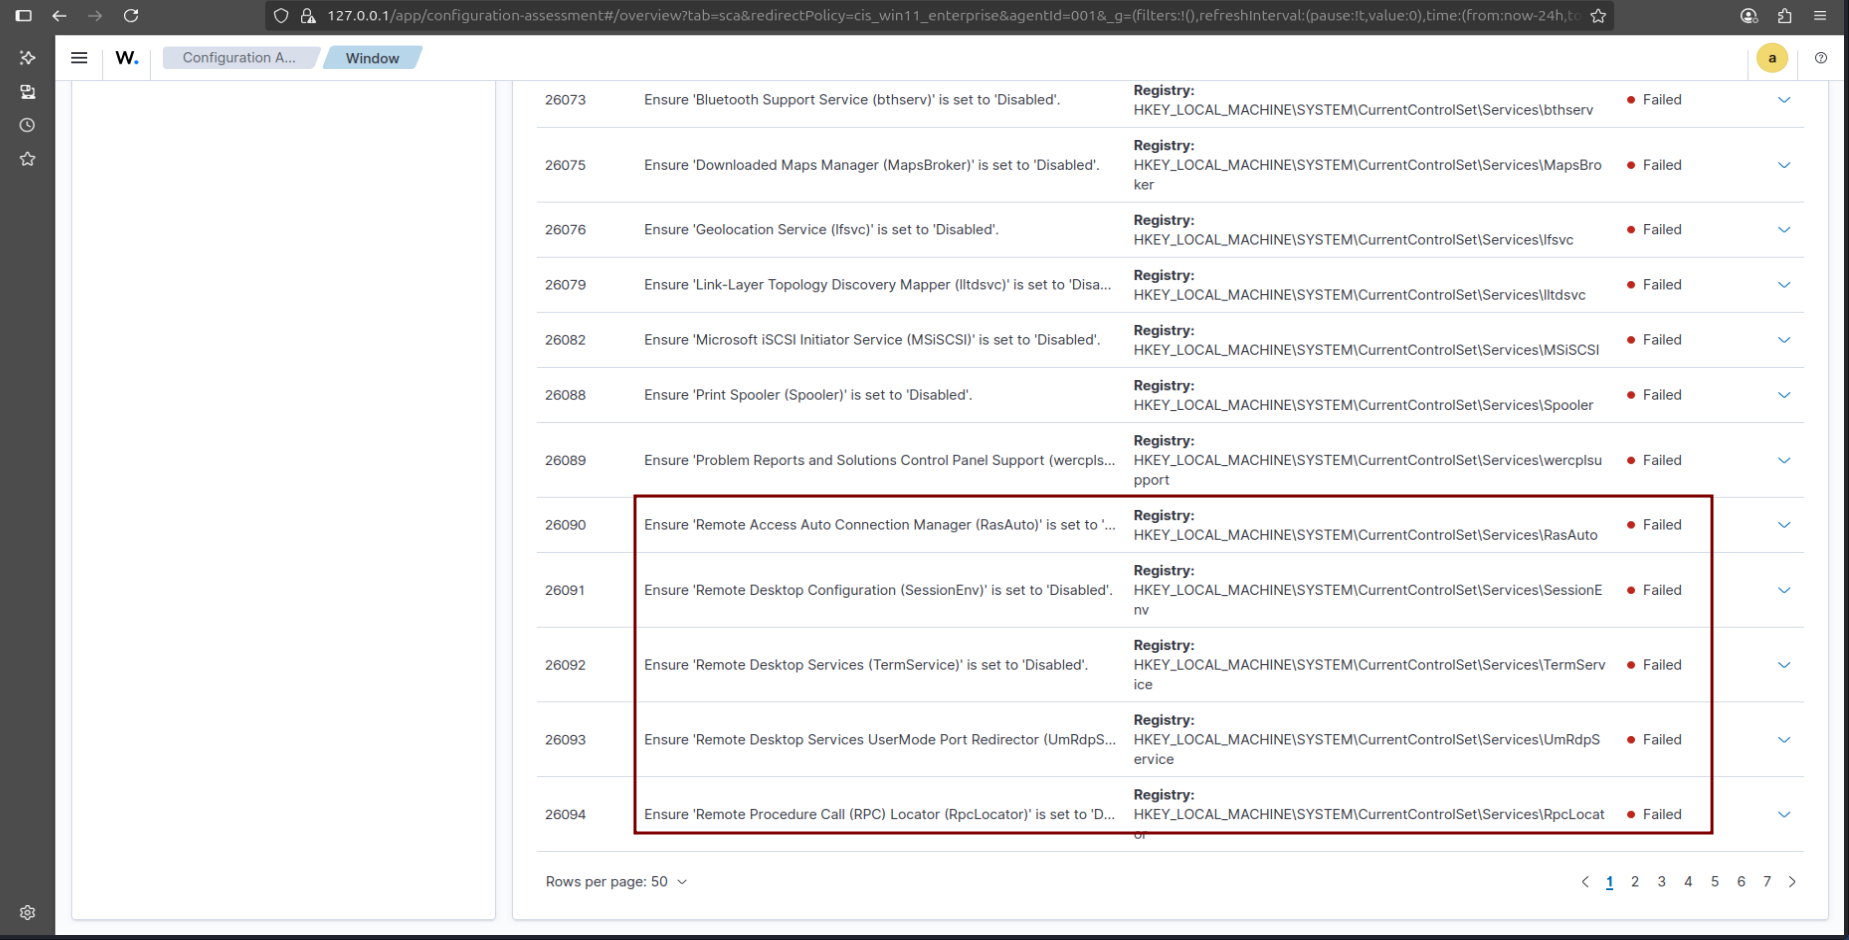 127.0.0.1/app/configuration-assessment#/overview?tab=sca&redirectPolicy=cis_win11_enterprise&agentId=001&_g=(filters:!(),refreshInterval:(pause:!t,value:0),time:(from:now-24h,to
W.
Configuration A...
Window
a
26073
Ensure 'Bluetooth Support Service (bthserv)' is set to 'Disabled'.
Registry:
HKEY_LOCAL_MACHINE\SYSTEM\CurrentControlSet\Services\bthserv
Failed
26075
Ensure 'Downloaded Maps Manager (MapsBroker)' is set to 'Disabled'.
Registry:
HKEY_LOCAL_MACHINE\SYSTEM\CurrentControlSet\Services\MapsBro
ker
Failed
26076
Ensure 'Geolocation Service (lfsvc)' is set to 'Disabled'.
Registry:
HKEY_LOCAL_MACHINE\SYSTEM\CurrentControlSet\Services\lfsvc
Failed
26079
Ensure 'Link-Layer Topology Discovery Mapper (lltdsvc)' is set to 'Disa...
Registry:
HKEY_LOCAL_MACHINE\SYSTEM\CurrentControlSet\Services\lltdsvc
Failed
26082
Ensure 'Microsoft iSCSI Initiator Service (MSiSCSI)' is set to 'Disabled'.
Registry:
HKEY_LOCAL_MACHINE\SYSTEM\CurrentControlSet\Services\MSiSCSI
Failed
26088
Ensure 'Print Spooler (Spooler)' is set to 'Disabled'.
Registry:
HKEY_LOCAL_MACHINE\SYSTEM\CurrentControlSet\Services\Spooler
Failed
26089
Ensure 'Problem Reports and Solutions Control Panel Support (wercpls...
Registry:
HKEY_LOCAL_MACHINE\SYSTEM\CurrentControlSet\Services\wercplsu
pport
Failed
26090
Ensure 'Remote Access Auto Connection Manager (RasAuto)' is set to '...
Registry:
HKEY_LOCAL_MACHINE\SYSTEM\CurrentControlSet\Services\RasAuto
Failed
26091
Ensure 'Remote Desktop Configuration (SessionEnv)' is set to 'Disabled'.
Registry:
HKEY_LOCAL_MACHINE\SYSTEM\CurrentControlSet\Services\SessionE
nv
Failed
26092
Ensure 'Remote Desktop Services (TermService)' is set to 'Disabled'.
Registry:
HKEY_LOCAL_MACHINE\SYSTEM\CurrentControlSet\Services\TermServ
ice
Failed
26093
Ensure 'Remote Desktop Services UserMode Port Redirector (UmRdpS...
Registry:
HKEY_LOCAL_MACHINE\SYSTEM\CurrentControlSet\Services\UmRdpS
ervice
Failed
26094
Ensure 'Remote Procedure Call (RPC) Locator (RpcLocator)' is set to 'D...
Registry:
HKEY_LOCAL_MACHINE\SYSTEM\CurrentControlSet\Services\RpcLocat
or
Failed
Rows per page: 50
1 2 3 4 5 6 7